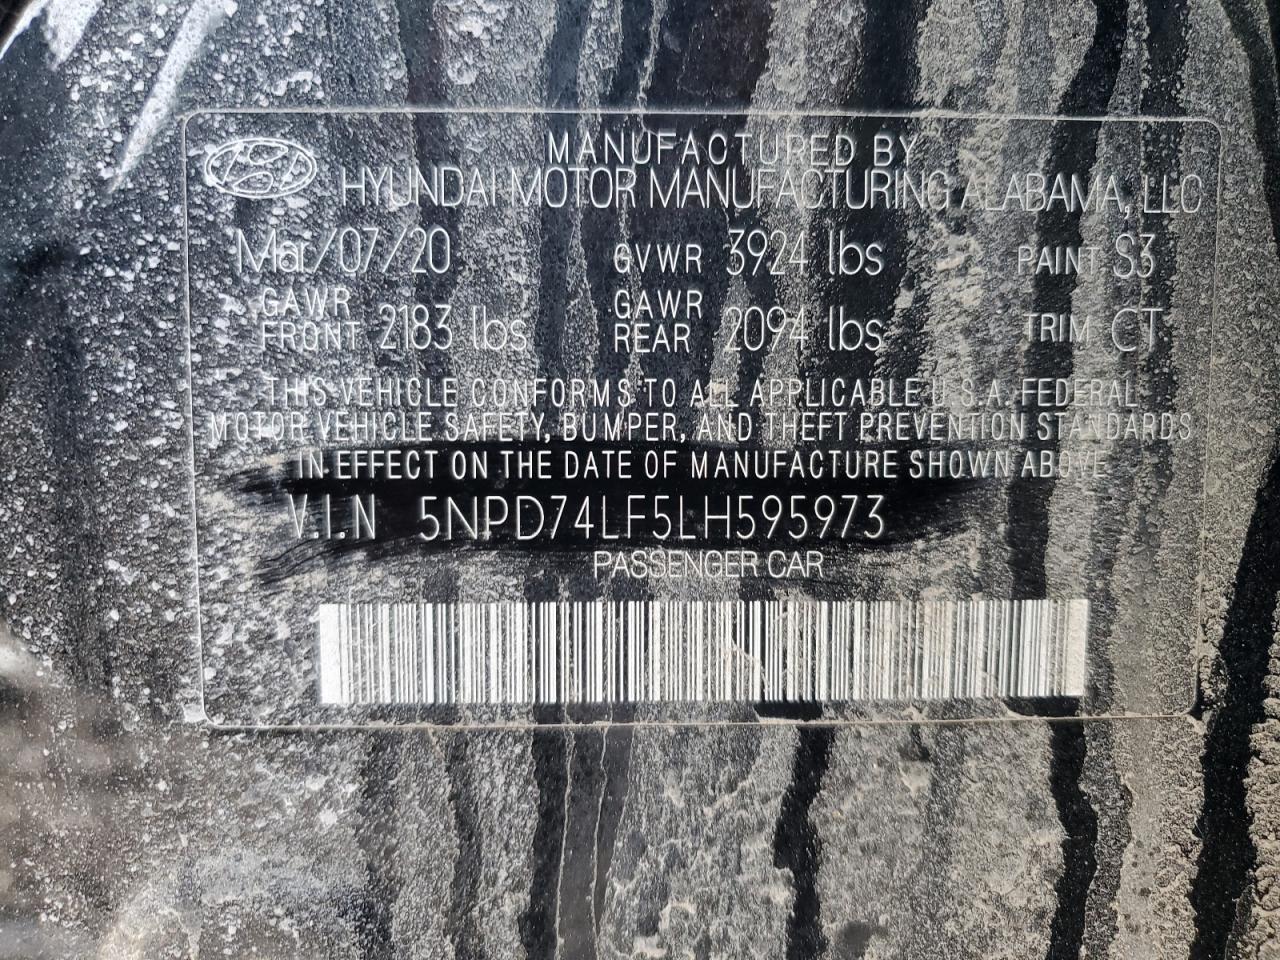 MANUFACTURED BY
HYUNDAI MOTOR MANUFACTURING ALABAMA, LLC
Mar/07/20 GVWR 3924 lbs PAINT S3
GAWR FRONT 2183 lbs GAWR REAR 2094 lbs TRIM CT
THIS VEHICLE CONFORMS TO ALL APPLICABLE U.S.A. FEDERAL
MOTOR VEHICLE SAFETY, BUMPER, AND THEFT PREVENTION STANDARDS
IN EFFECT ON THE DATE OF MANUFACTURE SHOWN ABOVE
V.I.N 5NPD74LF5LH595973
PASSENGER CAR